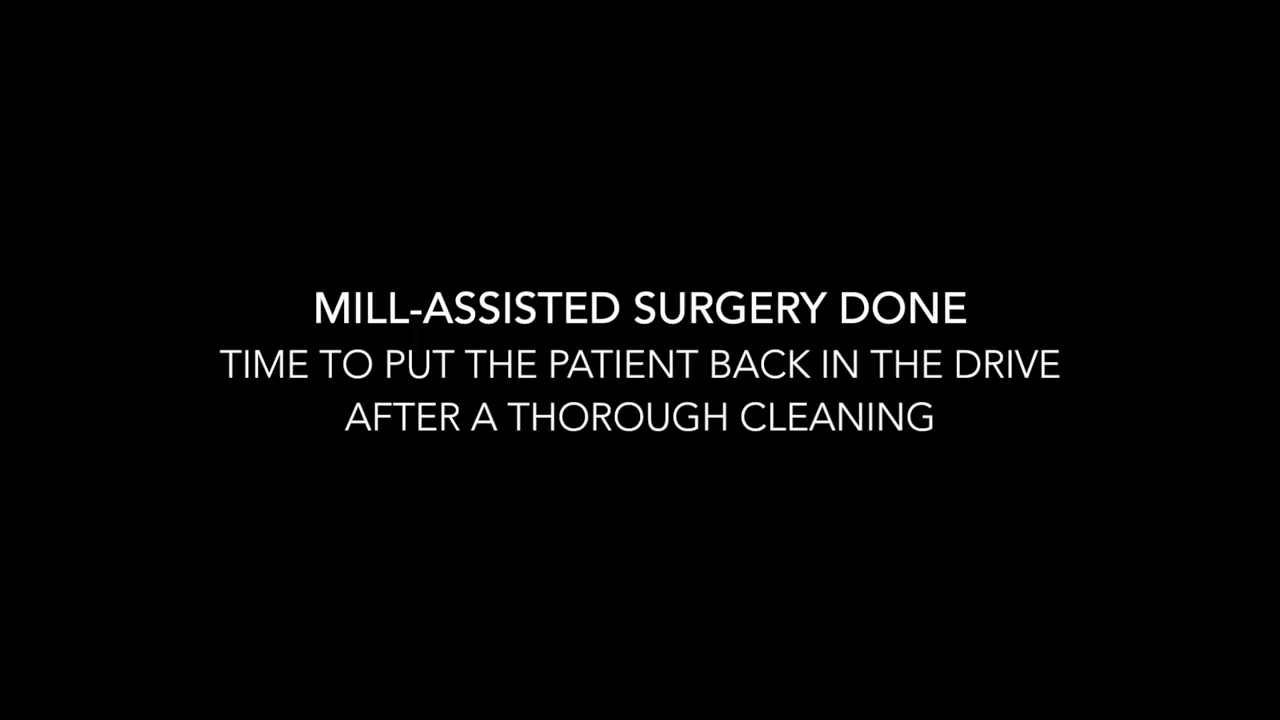 MILL-ASSISTED SURGERY DONE
TIME TO PUT THE PATIENT BACK IN THE DRIVE
AFTER A THOROUGH CLEANING